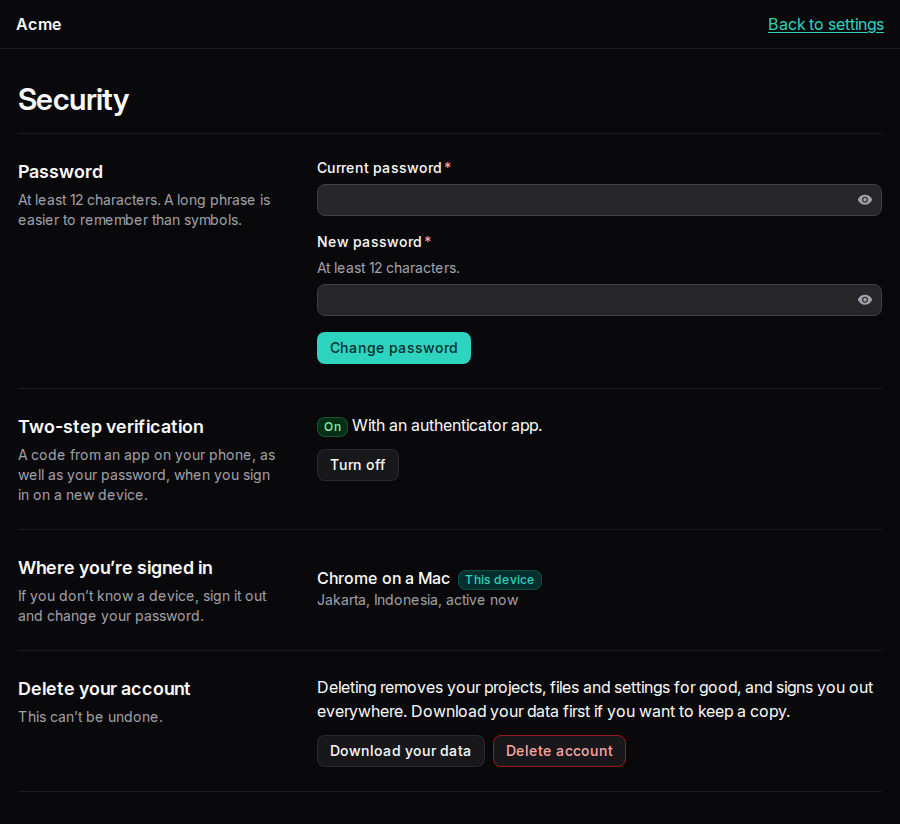 Acme
Back to settings
Security
Password
At least 12 characters. A long phrase is
easier to remember than symbols.
Current password*
New password*
At least 12 characters.
Change password
Two-step verification
A code from an app on your phone, as
well as your password, when you sign
in on a new device.
On With an authenticator app.
Turn off
Where you’re signed in
If you don’t know a device, sign it out
and change your password.
Chrome on a Mac This device
Jakarta, Indonesia, active now
Delete your account
This can’t be undone.
Deleting removes your projects, files and settings for good, and signs you out
everywhere. Download your data first if you want to keep a copy.
Download your data
Delete account